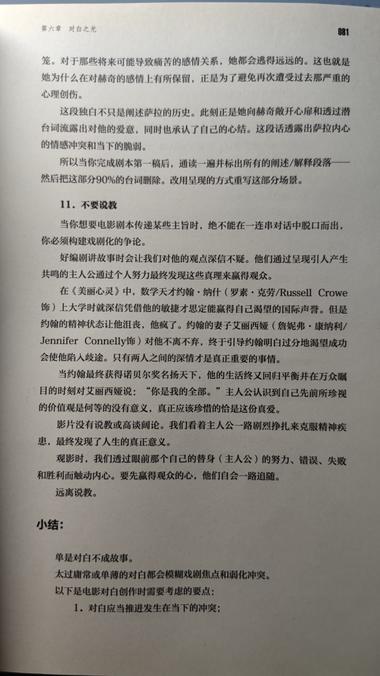 第六章 对白之光 081
笼。对于那些将来可能导致痛苦的感情关系，她都会逃得远远的。这也就是
她为什么在对赫奇的感情上有所保留，正是为了避免再次遭受过去那严重的
心理创伤。
这段独白不只是阐述萨拉的历史。此刻正是她向赫奇敞开心扉和透过潜
台词流露出对他的爱意，同时也承认了自己的心结。这段话透露出萨拉内心
的情感冲突和当下的脆弱。
所以当你完成剧本第一稿后，通读一遍并标出所有的阐述/解释段落——
然后把这部分90%的台词删除。改用呈现的方式重写这部分场景。
11. 不要说教
当你想要电影剧本传递某些主旨时，绝不能在一连串对话中脱口而出，
你必须构建戏剧化的争论。
好编剧讲故事时会让我们对他的观点深信不疑。他们通过呈现引人产生
共鸣的主人公通过个人努力最终发现这些真理来赢得观众。
在《美丽心灵》中，数学天才约翰·纳什（罗素·克劳/Russell Crowe
饰）上大学时就深信凭借他的敏捷才思定能赢得自己渴望的国际声誉。但是
约翰的精神状态让他沮丧，他疯了。约翰的妻子艾丽西娅（詹妮弗·康纳利/
Jennifer Connelly饰）对他不离不弃，终于引导约翰明白过分地渴望成功
会使他陷入歧途。只有两人之间的深情才是真正重要的事情。
当约翰最终获得诺贝尔奖名扬天下，他的生活终又回归平衡并在万众瞩
目的时刻对艾丽西娅说：“你是我的全部。”主人公认识到自己先前所珍视
的价值观是何等的没有意义，真正应该珍惜的恰是这份真爱。
影片没有说教或高谈阔论。我们看着主人公一路剧烈挣扎来克服精神疾
患，最终发现了人生的真正意义。
观影时，我们透过眼前那个自己的替身（主人公）的努力、错误、失败
和胜利而触动内心。要先赢得观众的心，他们自会一路追随。
远离说教。
小结：
单是对白不成故事。
太过庸常或单薄的对白都会模糊戏剧焦点和弱化冲突。
以下是电影对白创作时需要考虑的要点：
1. 对白应当推进发生在当下的冲突；